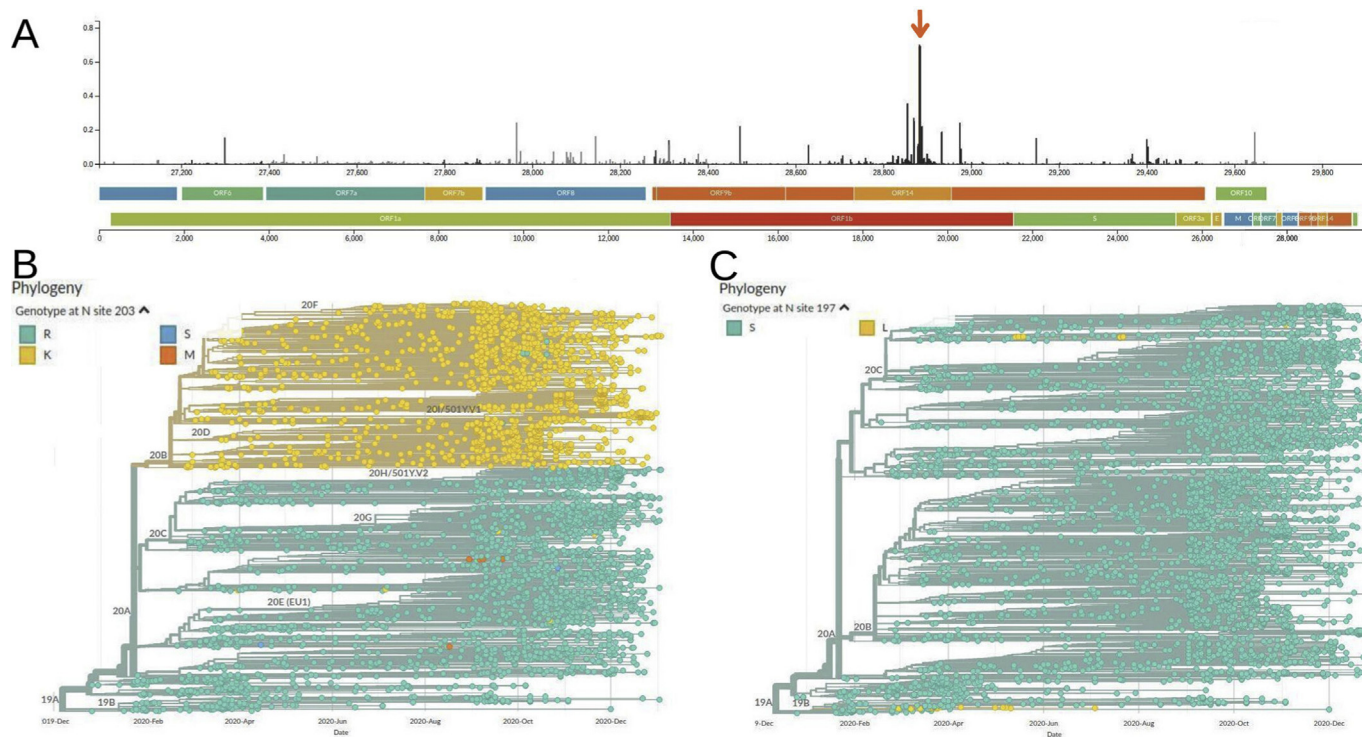 A
0.8
0.6
0.4
0.2
0.0
27,200 27,400 27,600 27,800 28,000 28,200 28,400 28,600 28,800 29,000 29,200 29,400 29,600 29,800
ORF6 ORF7a ORF7b ORF8 ORF9b ORF14 ORF10
ORF1a ORF1b S ORF3a E M
0 2,000 4,000 6,000 8,000 10,000 12,000 14,000 16,000 18,000 20,000 22,000 24,000 26,000 28,000
B
Phylogeny
Genotype at N site 203
R S
K M
20F
20I/501Y.V1
20D
20B
20H/501Y.V2
20G
20C
20E (EU1)
20A
19A 19B
019-Dec 2020-Feb 2020-Apr 2020-Jun 2020-Aug 2020-Oct 2020-Dec
Date
C
Phylogeny
Genotype at N site 197
S L
20C
20A 20B
19A 19B
9-Dec 2020-Feb 2020-Apr 2020-Jun 2020-Aug 2020-Oct 2020-Dec
Date